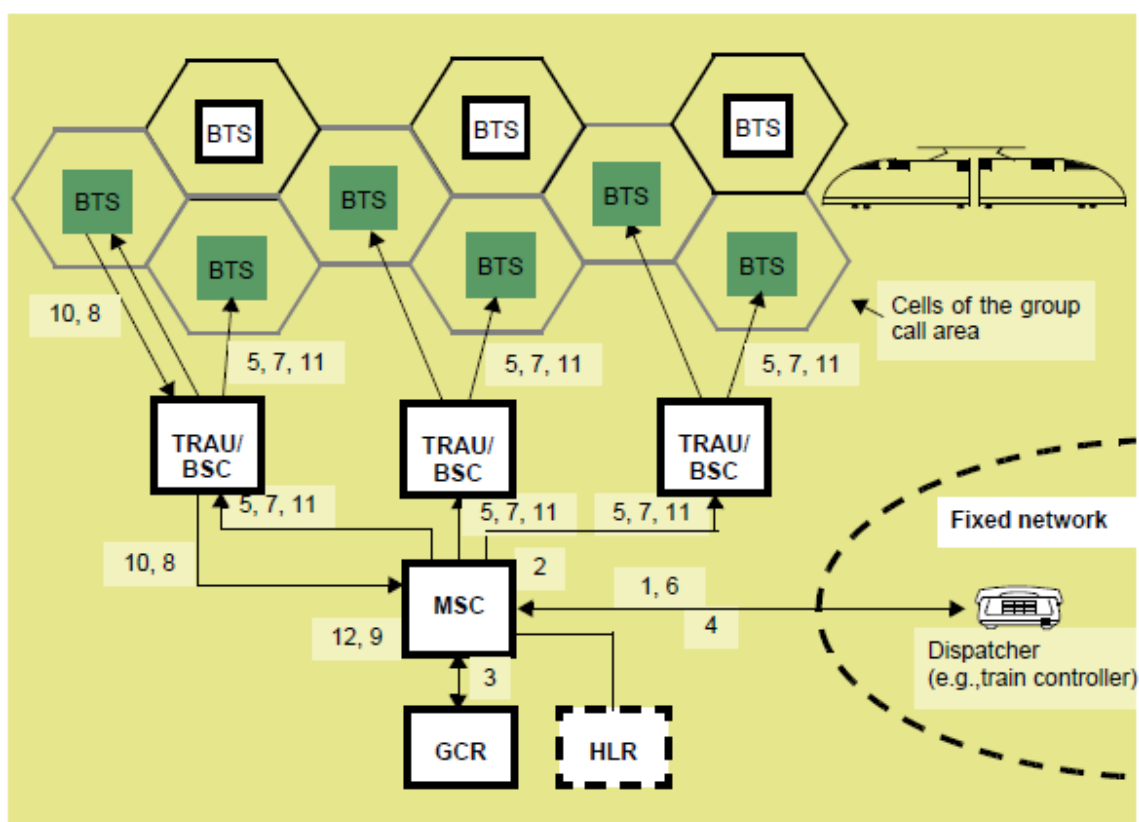 BTS
BTS
BTS
BTS
BTS
BTS
BTS
BTS
BTS
10, 8
5, 7, 11
5, 7, 11
5, 7, 11
Cells of the group
call area
TRAU/
BSC
TRAU/
BSC
TRAU/
BSC
5, 7, 11
5, 7, 11
5, 7, 11
Fixed network
10, 8
2
1, 6
MSC
4
12, 9
Dispatcher
(e.g.,train controller)
3
GCR
HLR